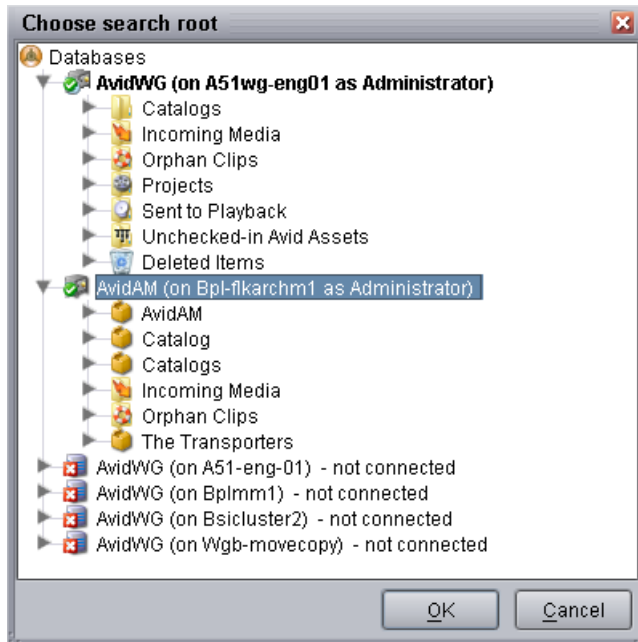 Choose search root
Databases
AvidWG (on A51wg-eng01 as Administrator)
Catalogs
Incoming Media
Orphan Clips
Projects
Sent to Playback
Unchecked-in Avid Assets
Deleted Items
AvidAM (on Bpl-flkarchm1 as Administrator)
AvidAM
Catalog
Catalogs
Incoming Media
Orphan Clips
The Transporters
AvidWG (on A51-eng-01) - not connected
AvidWG (on Bplmm1) - not connected
AvidWG (on Bsicluster2) - not connected
AvidWG (on Wgb-movecopy) - not connected
OK Cancel